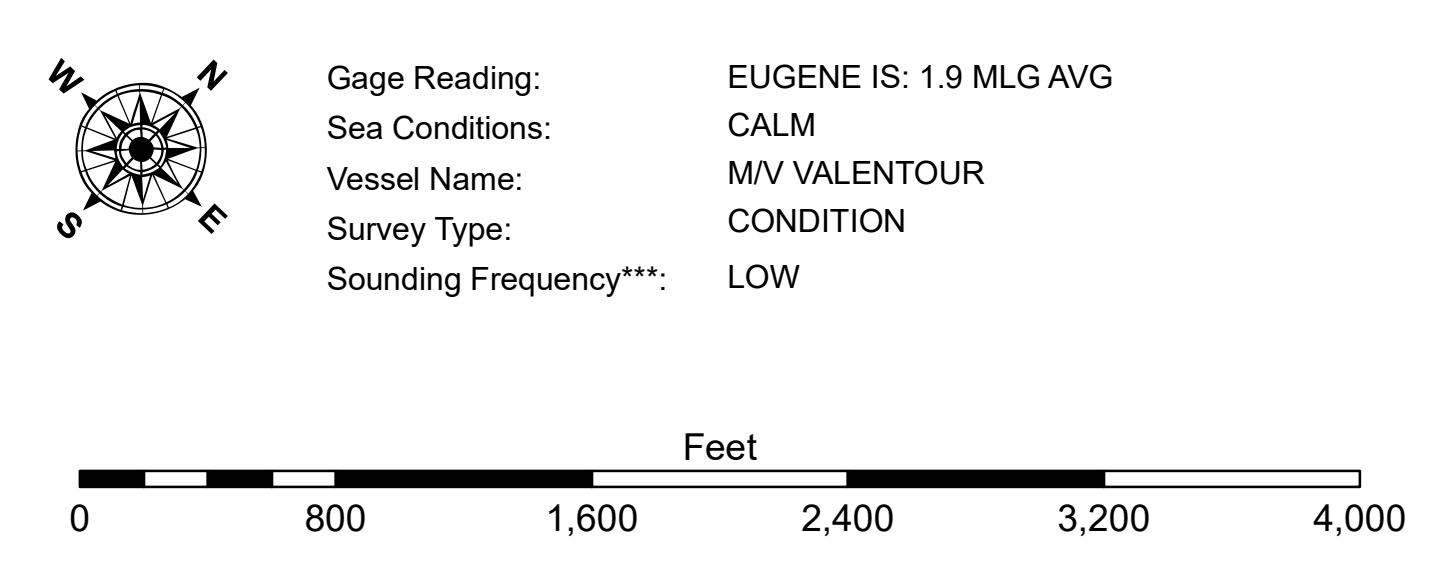 W N
S E
Gage Reading: EUGENE IS: 1.9 MLG AVG
Sea Conditions: CALM
Vessel Name: M/V VALENTOUR
Survey Type: CONDITION
Sounding Frequency***: LOW
Feet
0 800 1,600 2,400 3,200 4,000